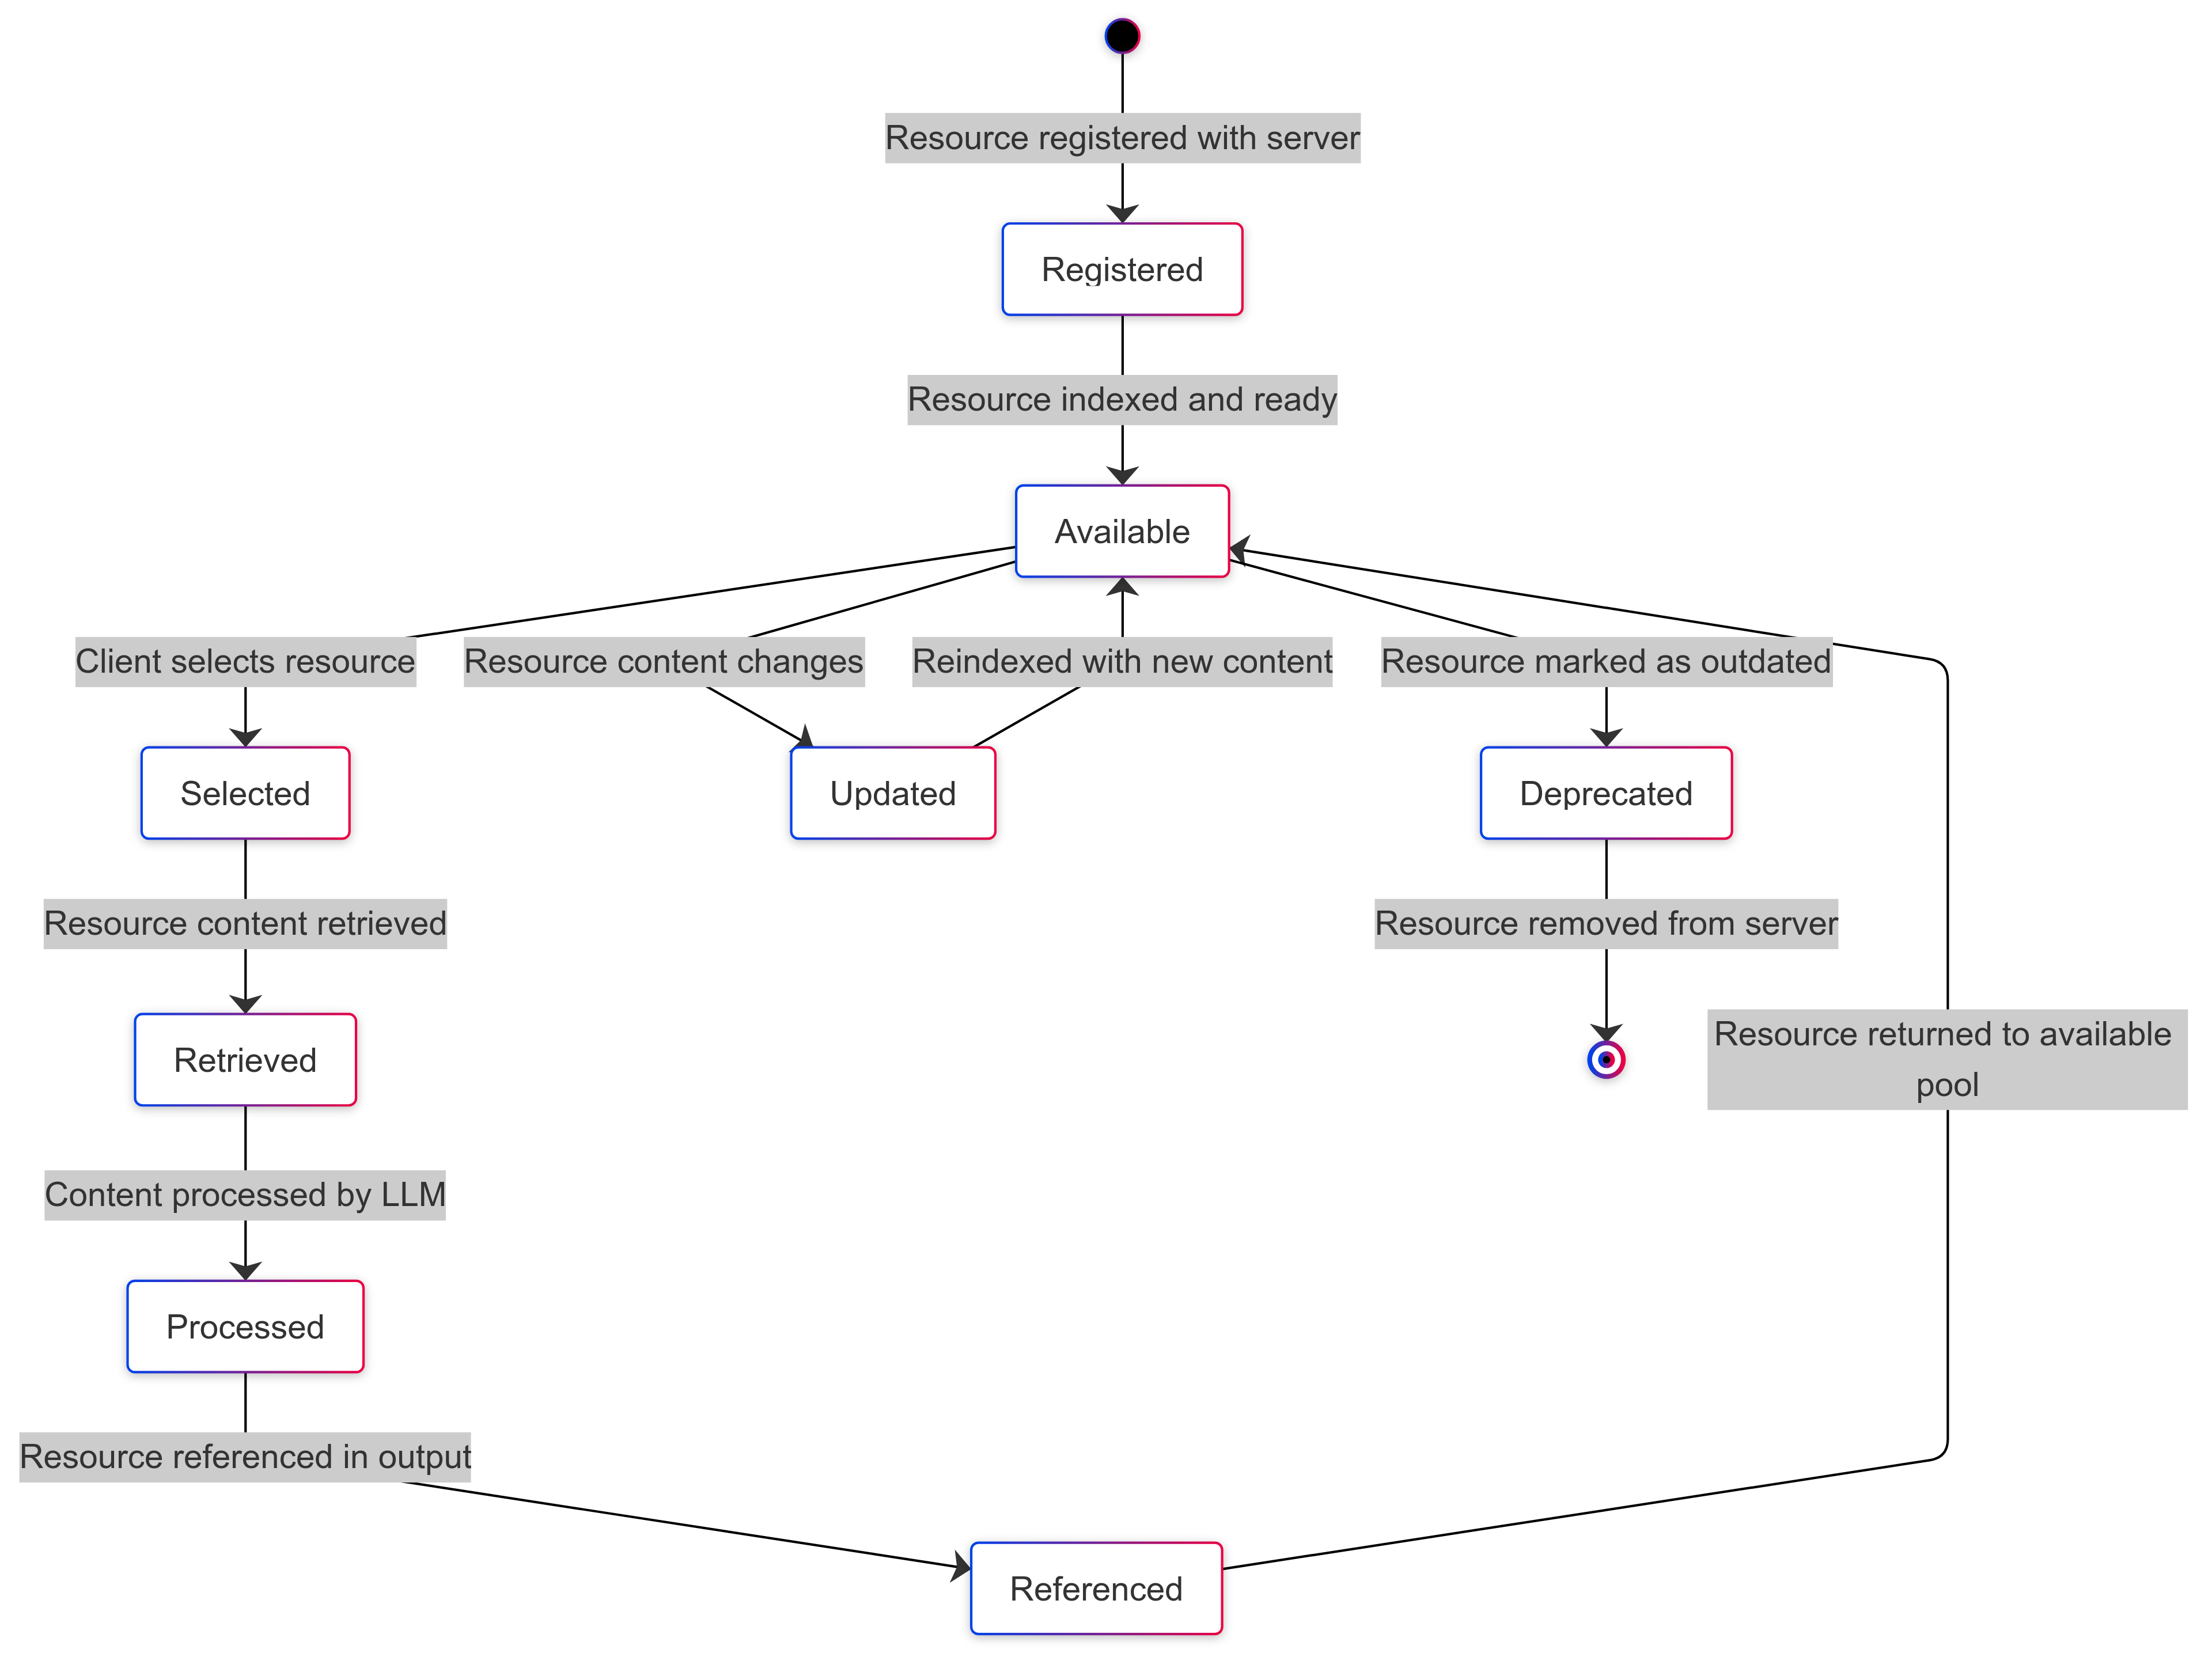 Resource registered with server
Registered
Resource indexed and ready
Available
Client selects resource
Resource content changes
Reindexed with new content
Resource marked as outdated
Selected
Updated
Deprecated
Resource content retrieved
Resource removed from server
Retrieved
Resource returned to available
pool
Content processed by LLM
Processed
Resource referenced in output
Referenced